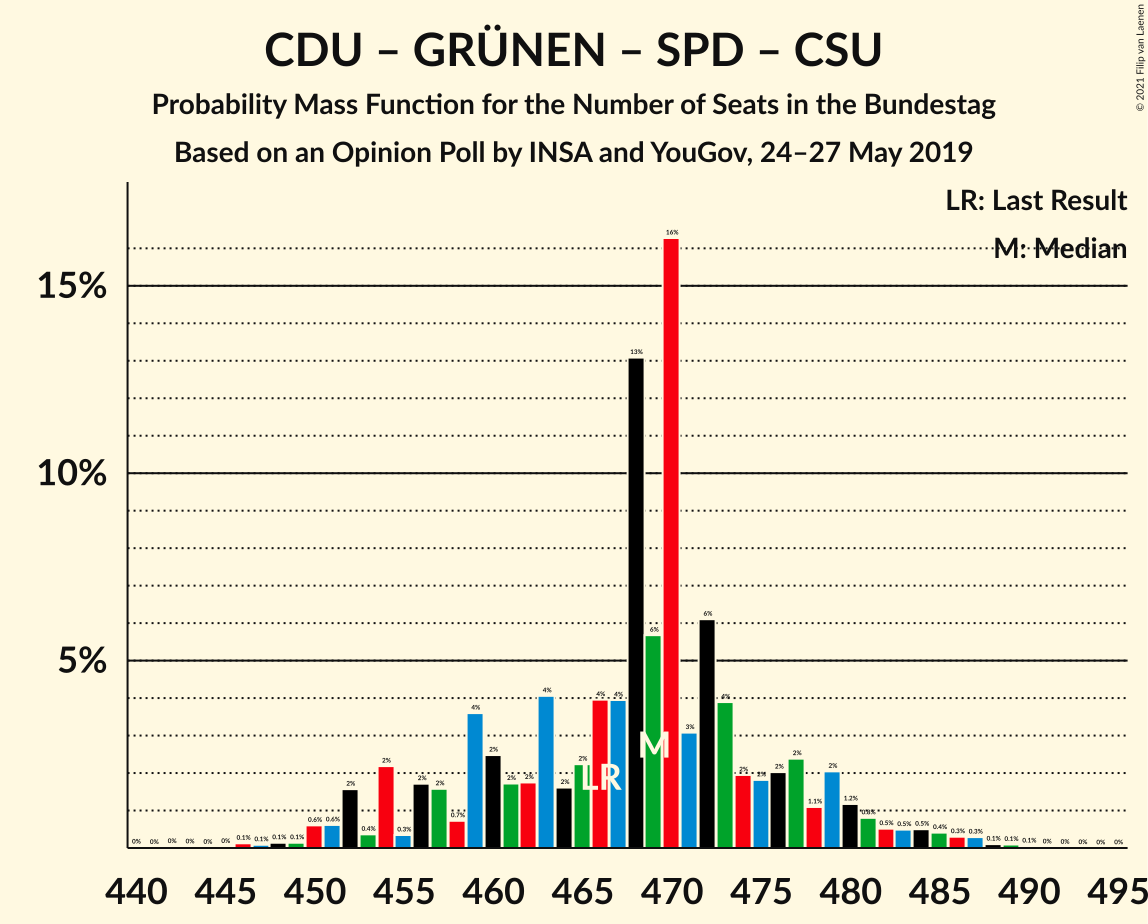 CDU – GRÜNEN – SPD – CSU
Probability Mass Function for the Number of Seats in the Bundestag
Based on an Opinion Poll by INSA and YouGov, 24–27 May 2019
© 2021 Filip van Laenen
LR: Last Result
M: Median
15%
10%
5%
0% 0% 0% 0% 0% 0% 0.1% 0.1% 0.1% 0.1% 0.6% 0.6% 2% 0.4% 2% 0.3% 2% 2% 0.7% 4% 2% 2% 2% 4% 2% 2% 4% 4% 13% 6% 16% 3% 6% 4% 2% 2% 2% 2% 1.1% 2% 1.2% 0.8% 0.5% 0.5% 0.5% 0.4% 0.3% 0.3% 0.1% 0.1% 0.1% 0% 0% 0% 0% 0%
M
LR
440 445 450 455 460 465 470 475 480 485 490 495